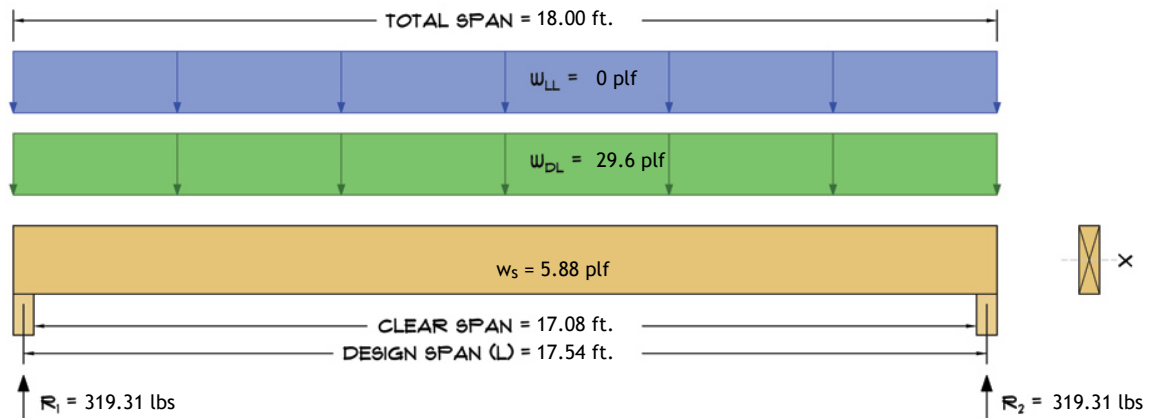 TOTAL SPAN = 18.00 ft.
WLL = 0 plf
WDL = 29.6 plf
ws = 5.88 plf
X
CLEAR SPAN = 17.08 ft.
DESIGN SPAN (L) = 17.54 ft.
R1 = 319.31 lbs
R2 = 319.31 lbs